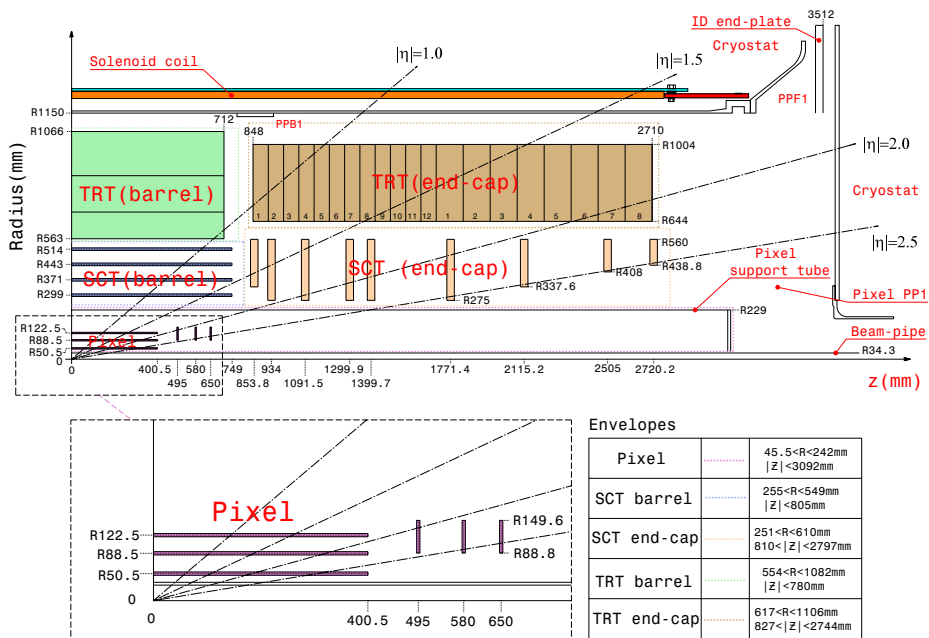 3512
ID end-plate
Cryostat
|η|=1.0
|η|=1.5
Solenoid coil
PPF1
R1150
PPB1
712
848
2710
R1066
R1004
|η|=2.0
Radius(mm)
TRT(barrel)
TRT(end-cap)
Cryostat
1 2 3 4 5 6 7 8 9 10 11 12 1 2 3 4 5 6 7 8
R644
|η|=2.5
R563
R514
R443
R371
R299
SCT(barrel)
SCT (end-cap)
R560
R438.8
R408
R337.6
R275
Pixel
support tube
Pixel PP1
R229
R122.5
R88.5
R50.5
Pixel
Beam-pipe
R34.3
0
0
400.5
495
580
650
749
853.8
934
1091.5
1299.9
1399.7
1771.4
2115.2
2505
2720.2
z(mm)
Pixel
R122.5
R88.5
R50.5
0
R149.6
R88.8
0
400.5
495
580
650
Envelopes
Pixel
45.5<R<242mm
|Z|<3092mm
SCT barrel
255<R<549mm
|Z|<805mm
SCT end-cap
251<R<610mm
810<|Z|<2797mm
TRT barrel
554<R<1082mm
|Z|<780mm
TRT end-cap
617<R<1106mm
827<|Z|<2744mm